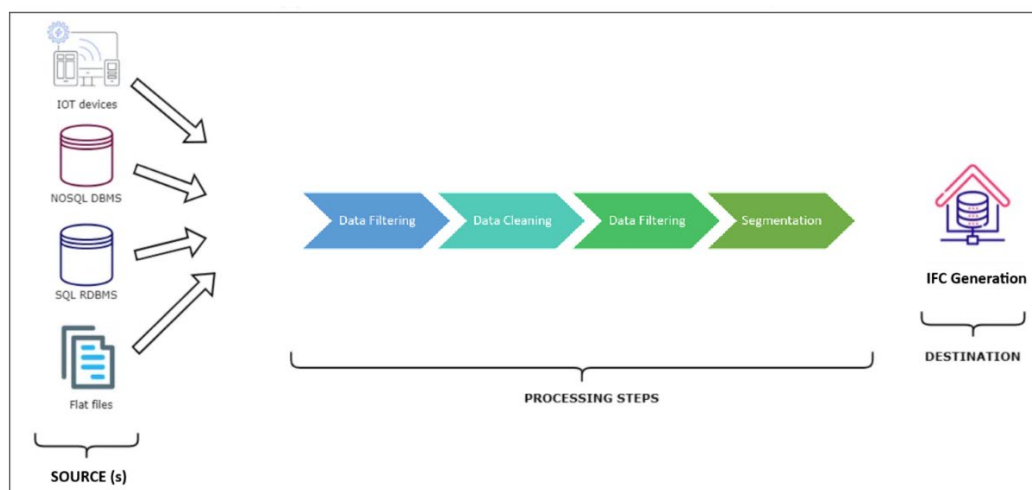 IOT devices
NOSQL DBMS
SQL RDBMS
Flat files
SOURCE (s)
Data Filtering
Data Cleaning
Data Filtering
Segmentation
PROCESSING STEPS
IFC Generation
DESTINATION